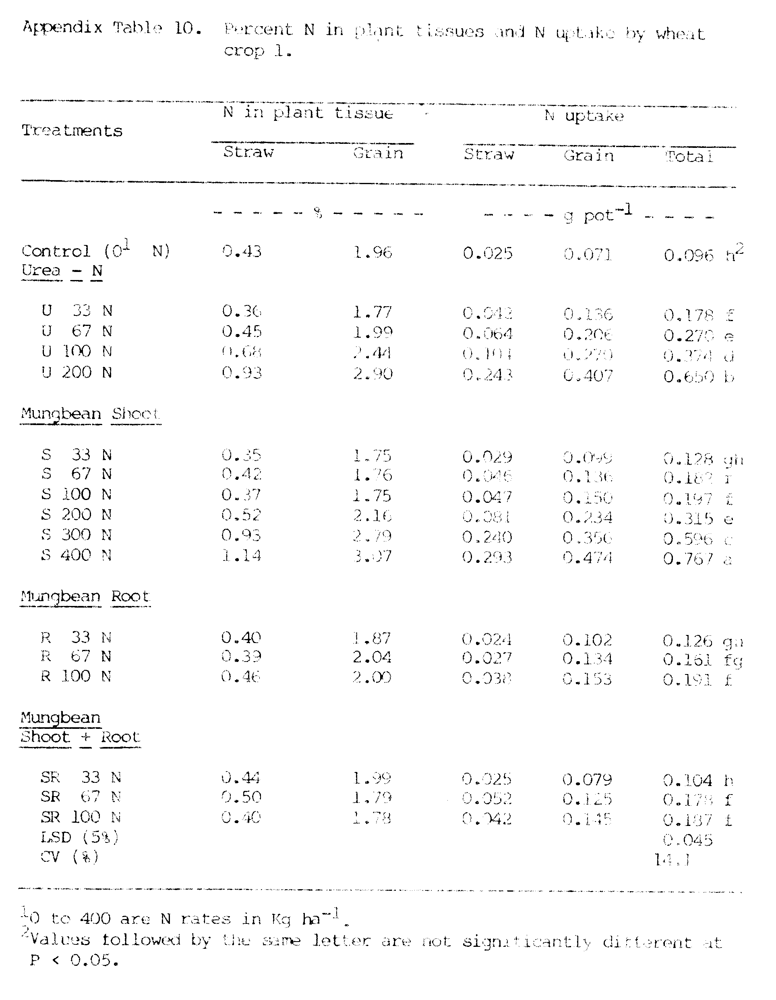 Appendix Table 10. Percent N in plant tissues and N uptake by wheat
crop 1.
N in plant tissue N uptake
Treatments
Straw Grain Straw Grain Total
- - - - - % - - - - - - - - - g pot⁻¹ - - - -
Control (0¹ N) 0.43 1.96 0.025 0.071 0.096 h²
Urea - N
U 33 N 0.36 1.77 0.042 0.136 0.178 f
U 67 N 0.45 1.99 0.064 0.206 0.270 e
U 100 N 0.68 2.44 0.104 0.270 0.374 d
U 200 N 0.93 2.90 0.243 0.407 0.650 b
Mungbean Shoot
S 33 N 0.35 1.75 0.029 0.099 0.128 gh
S 67 N 0.42 1.76 0.046 0.136 0.182 f
S 100 N 0.37 1.75 0.047 0.150 0.197 f
S 200 N 0.52 2.16 0.081 0.234 0.315 e
S 300 N 0.93 2.79 0.240 0.356 0.596 c
S 400 N 1.14 3.07 0.293 0.474 0.767 a
Mungbean Root
R 33 N 0.40 1.87 0.024 0.102 0.126 gh
R 67 N 0.39 2.04 0.027 0.134 0.161 fg
R 100 N 0.46 2.00 0.038 0.153 0.191 f
Mungbean
Shoot + Root
SR 33 N 0.44 1.99 0.025 0.079 0.104 h
SR 67 N 0.50 1.79 0.052 0.125 0.178 f
SR 100 N 0.40 1.78 0.042 0.145 0.187 f
LSD (5%) 0.045
CV (%) 14.1
¹0 to 400 are N rates in Kg ha⁻¹.
²Values followed by the same letter are not significantly different at
P < 0.05.